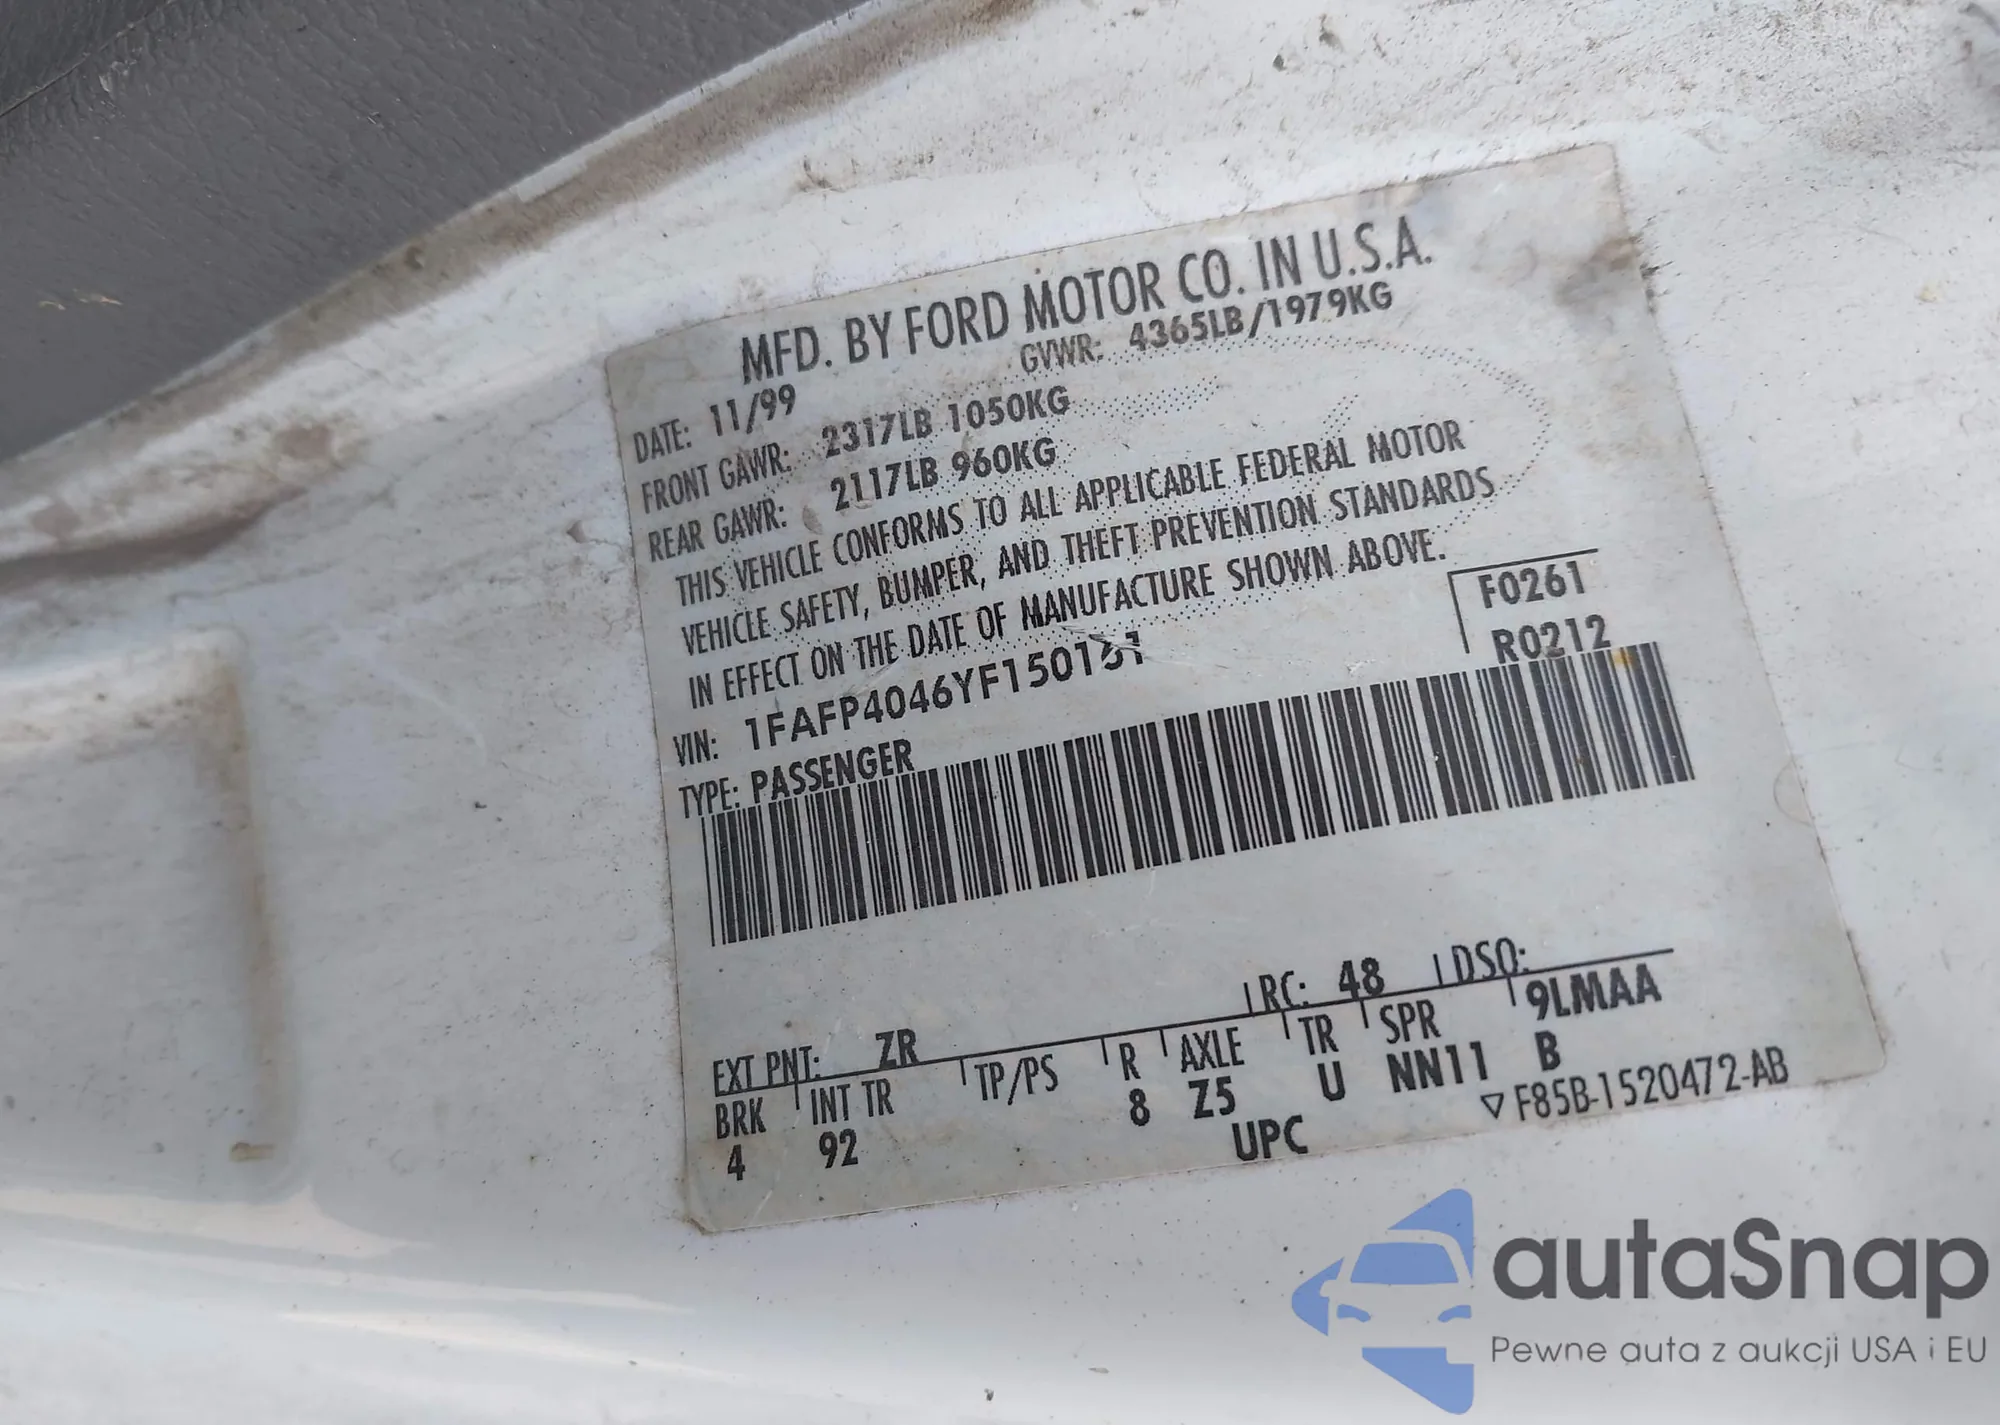 MFD. BY FORD MOTOR CO. IN U.S.A.
DATE: 11/99 GVWR: 4365LB/1979KG
FRONT GAWR: 2317LB 1050KG
REAR GAWR: 2117LB 960KG
THIS VEHICLE CONFORMS TO ALL APPLICABLE FEDERAL MOTOR
VEHICLE SAFETY, BUMPER, AND THEFT PREVENTION STANDARDS
IN EFFECT ON THE DATE OF MANUFACTURE SHOWN ABOVE.
VIN: 1FAFP4046YF150161 F0261
TYPE: PASSENGER R0212
EXT PNT: ZR RC: 48 DSO:
BRK INT TR TP/PS R AXLE TR SPR 9LMAA
4 92 8 Z5 U NN11 B
UPC ▽F85B-1520472-AB
autaSnap
Pewne auta z aukcji USA i EU